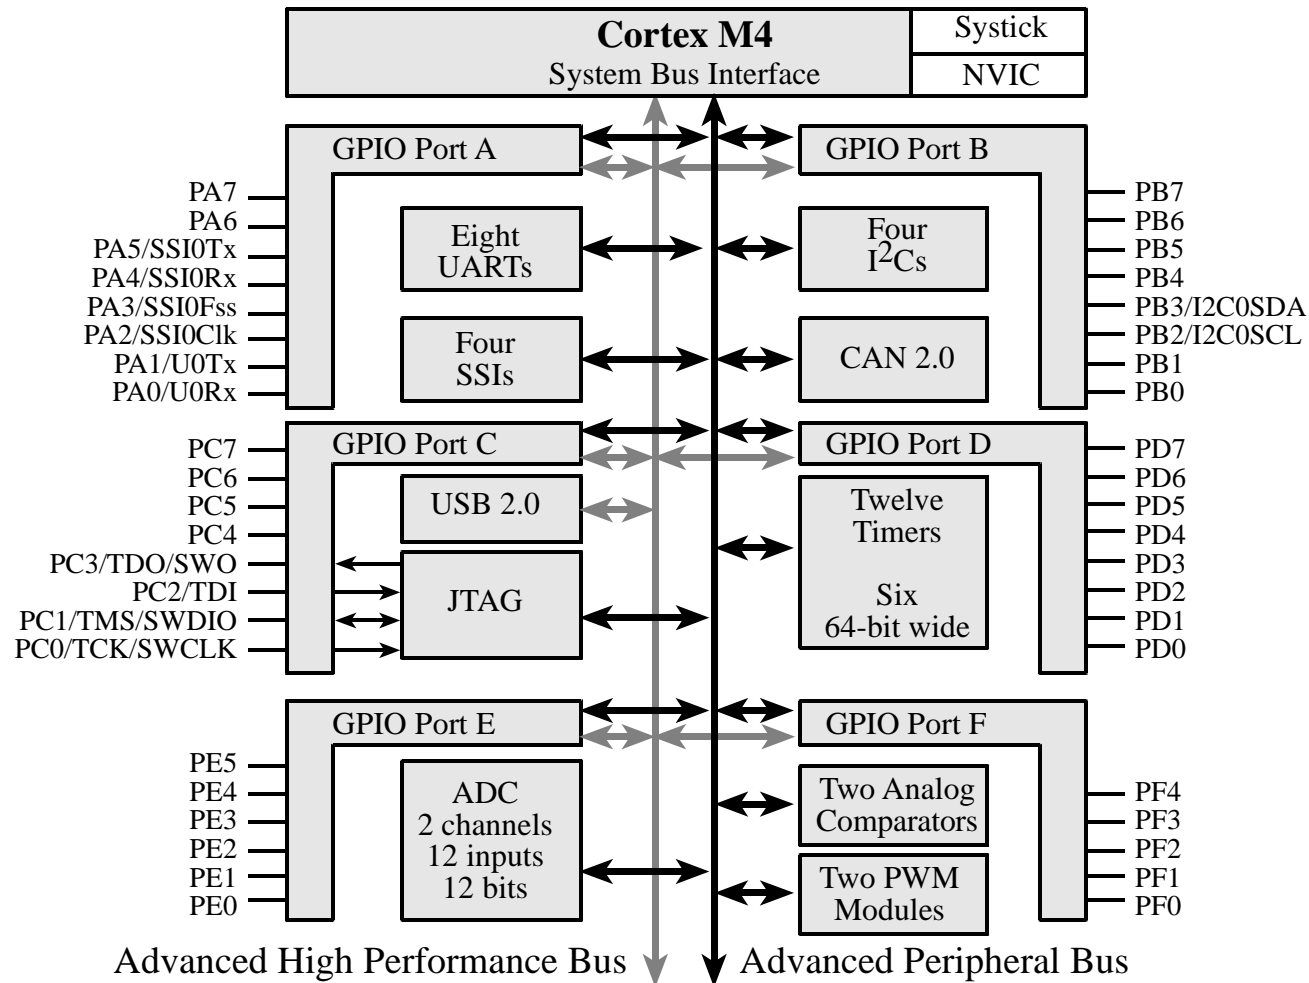 Cortex M4
System Bus Interface
Systick
NVIC
GPIO Port A
PA7
PA6
PA5/SSI0Tx
PA4/SSI0Rx
PA3/SSI0Fss
PA2/SSI0Clk
PA1/U0Tx
PA0/U0Rx
Eight
UARTs
Four
SSIs
GPIO Port B
Four
I²Cs
CAN 2.0
PB7
PB6
PB5
PB4
PB3/I2C0SDA
PB2/I2C0SCL
PB1
PB0
GPIO Port C
PC7
PC6
PC5
PC4
PC3/TDO/SWO
PC2/TDI
PC1/TMS/SWDIO
PC0/TCK/SWCLK
USB 2.0
JTAG
GPIO Port D
Twelve
Timers
Six
64-bit wide
PD7
PD6
PD5
PD4
PD3
PD2
PD1
PD0
GPIO Port E
PE5
PE4
PE3
PE2
PE1
PE0
ADC
2 channels
12 inputs
12 bits
GPIO Port F
Two Analog
Comparators
Two PWM
Modules
PF4
PF3
PF2
PF1
PF0
Advanced High Performance Bus
Advanced Peripheral Bus